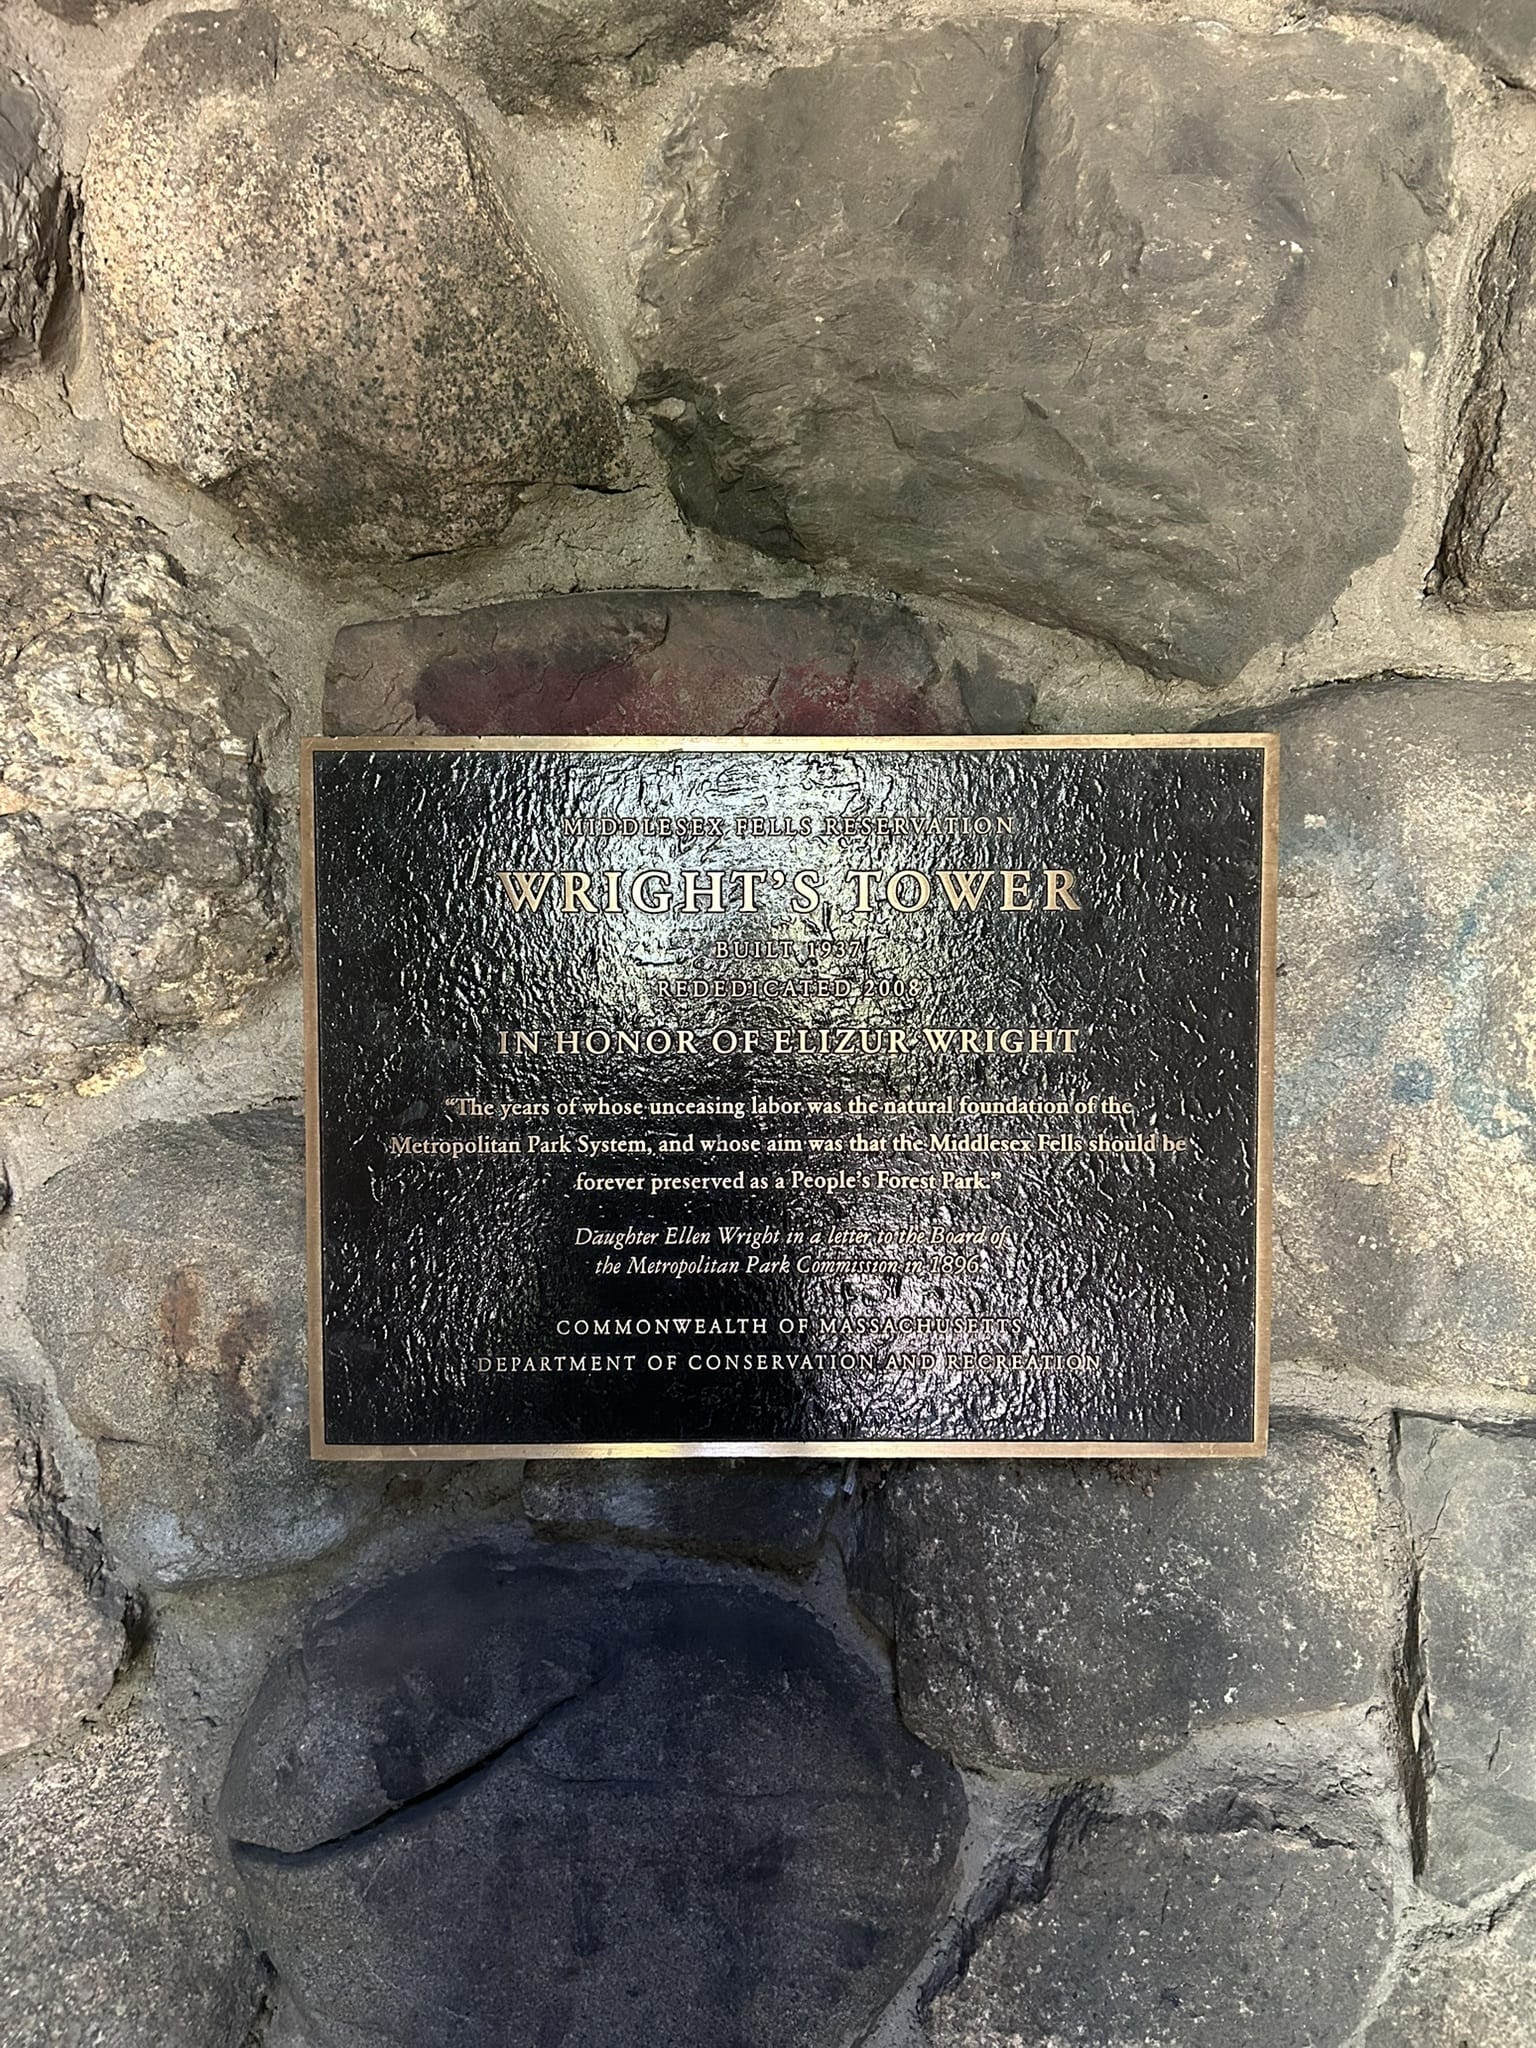 MIDDLESEX FELLS RESERVATION
WRIGHT'S TOWER
BUILT 1937
REDEDICATED 2008
IN HONOR OF ELIZUR WRIGHT
“The years of whose unceasing labor was the natural foundation of the
Metropolitan Park System, and whose aim was that the Middlesex Fells should be
forever preserved as a People’s Forest Park.”
Daughter Ellen Wright in a letter to the Board of
the Metropolitan Park Commission in 1896.
COMMONWEALTH OF MASSACHUSETTS
DEPARTMENT OF CONSERVATION AND RECREATION